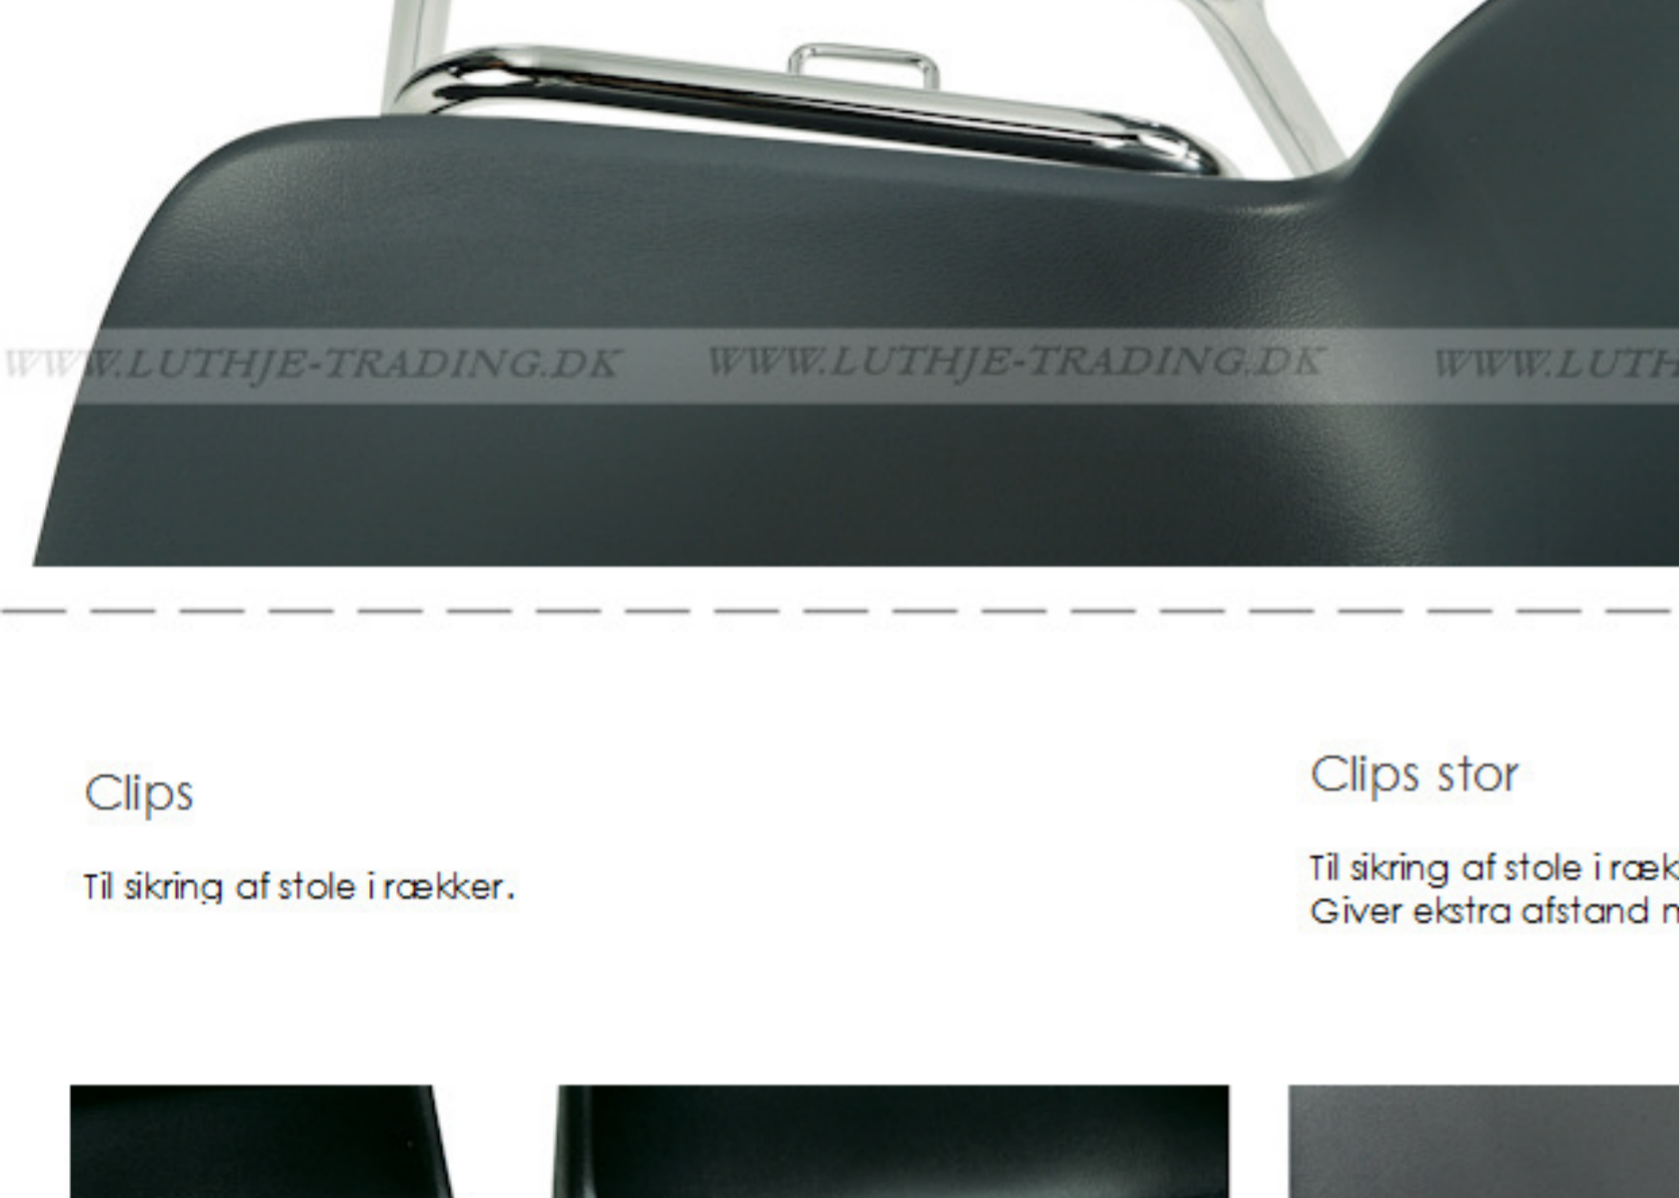 WWW.LUTHJE-TRADING.DK WWW.LUTHJE-TRADING.DK
Clips
Til sikring af stole i rækker.
Clips stor
Til sikring af stole i
Giver ekstra afstand